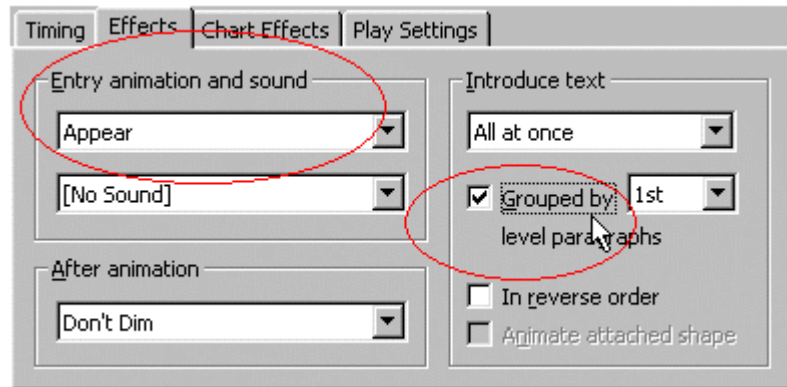 Timing Effects Chart Effects Play Settings
Entry animation and sound
Appear
[No Sound]
After animation
Don't Dim
Introduce text
All at once
Grouped by 1st
level paragraphs
In reverse order
Animate attached shape